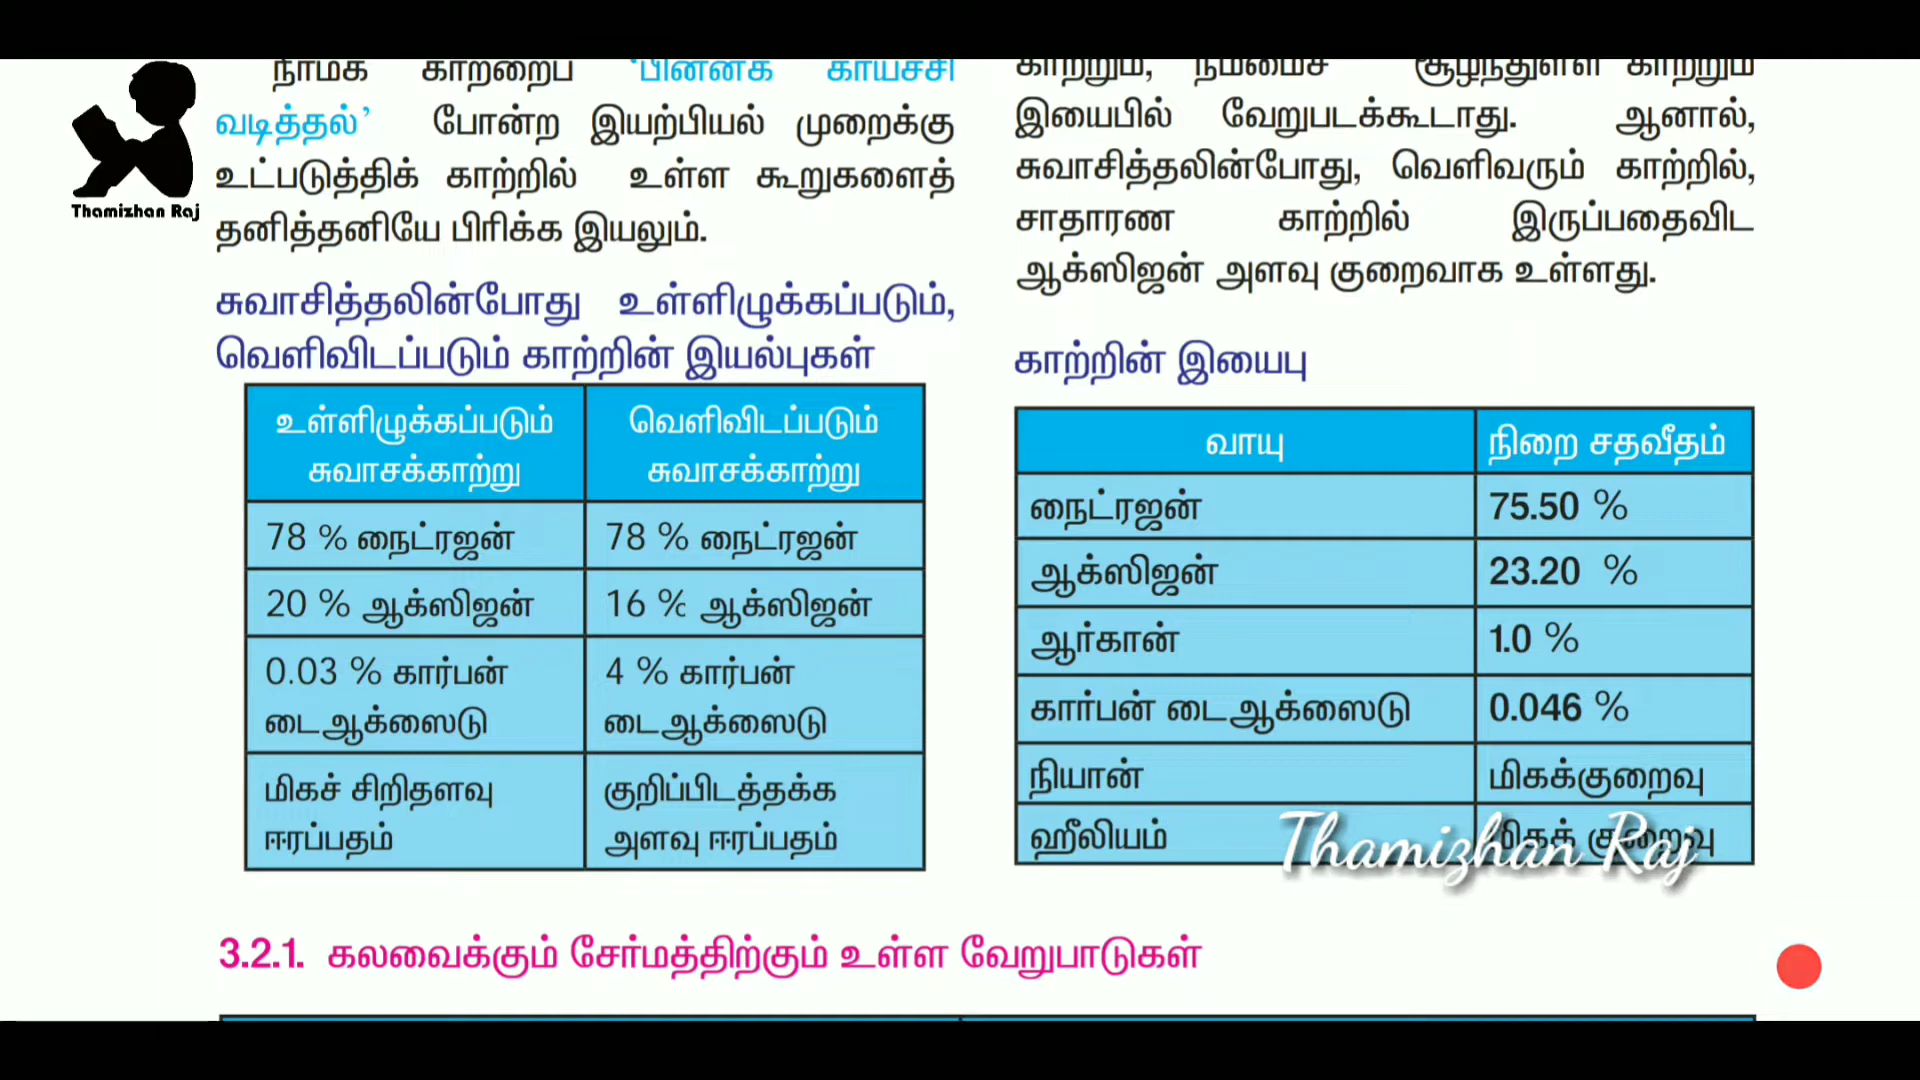 Thamizhan Raj
நாமக் காற்றைப் 'பின்னக் காய்ச்சி
வடித்தல்' போன்ற இயற்பியல் முறைக்கு
உட்படுத்திக் காற்றில் உள்ள கூறுகளைத்
தனித்தனியே பிரிக்க இயலும்.
சுவாசித்தலின்போது உள்ளிழுக்கப்படும்,
வெளிவிடப்படும் காற்றின் இயல்புகள்
உள்ளிழுக்கப்படும் சுவாசக்காற்று
வெளிவிடப்படும் சுவாசக்காற்று
78 % நைட்ரஜன் 78 % நைட்ரஜன்
20 % ஆக்ஸிஜன் 16 % ஆக்ஸிஜன்
0.03 % கார்பன் 4 % கார்பன்
டைஆக்ஸைடு டைஆக்ஸைடு
மிகச் சிறிதளவு குறிப்பிடத்தக்க
ஈரப்பதம் அளவு ஈரப்பதம்
காற்றும், நம்மைச் சூழ்ந்துள்ள காற்றும்
இயைபில் வேறுபடக்கூடாது. ஆனால்,
சுவாசித்தலின்போது, வெளிவரும் காற்றில்,
சாதாரண காற்றில் இருப்பதைவிட
ஆக்ஸிஜன் அளவு குறைவாக உள்ளது.
காற்றின் இயைபு
வாயு நிறை சதவீதம்
நைட்ரஜன் 75.50 %
ஆக்ஸிஜன் 23.20 %
ஆர்கான் 1.0 %
கார்பன் டைஆக்ஸைடு 0.046 %
நியான் மிகக்குறைவு
ஹீலியம் மிகக் குறைவு
Thamizhan Raj
3.2.1. கலவைக்கும் சேர்மத்திற்கும் உள்ள வேறுபாடுகள்